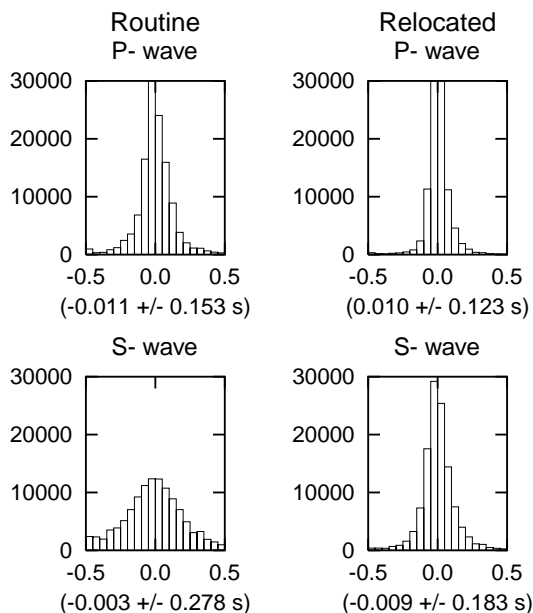 Routine
P- wave
30000
20000
10000
0
-0.5 0.0 0.5
(-0.011 +/- 0.153 s)
Relocated
P- wave
30000
20000
10000
0
-0.5 0.0 0.5
(0.010 +/- 0.123 s)
S- wave
30000
20000
10000
0
-0.5 0.0 0.5
(-0.003 +/- 0.278 s)
S- wave
30000
20000
10000
0
-0.5 0.0 0.5
(-0.009 +/- 0.183 s)